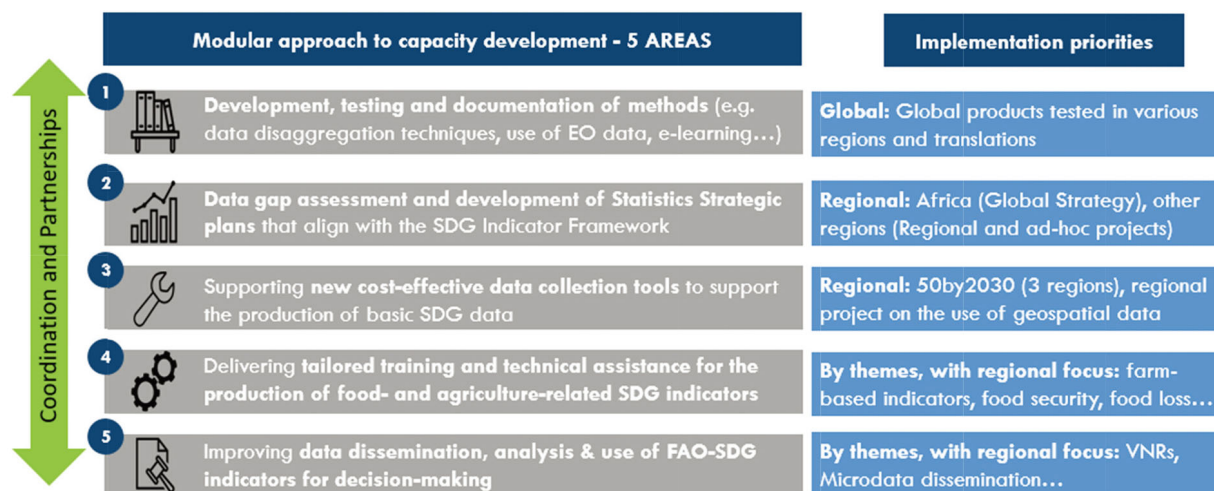 Modular approach to capacity development - 5 AREAS
Implementation priorities
Coordination and Partnerships
1
Development, testing and documentation of methods (e.g.
data disaggregation techniques, use of EO data, e-learning...)
Global: Global products tested in various
regions and translations
2
Data gap assessment and development of Statistics Strategic
plans that align with the SDG Indicator Framework
Regional: Africa (Global Strategy), other
regions (Regional and ad-hoc projects)
3
Supporting new cost-effective data collection tools to support
the production of basic SDG data
Regional: 50by2030 (3 regions), regional
project on the use of geospatial data
4
Delivering tailored training and technical assistance for the
production of food- and agriculture-related SDG indicators
By themes, with regional focus: farm-
based indicators, food security, food loss...
5
Improving data dissemination, analysis & use of FAO-SDG
indicators for decision-making
By themes, with regional focus: VNRs,
Microdata dissemination...